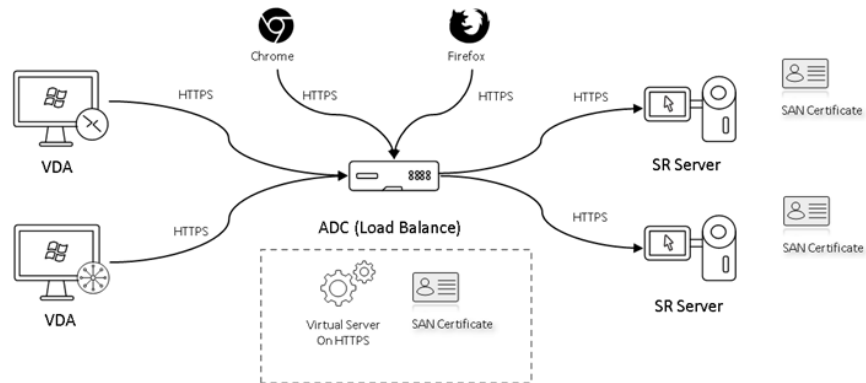 Chrome
Firefox
HTTPS
HTTPS
HTTPS
HTTPS
SAN Certificate
VDA
SR Server
HTTPS
ADC (Load Balance)
HTTPS
SAN Certificate
VDA
Virtual Server
On HTTPS
SAN Certificate
SR Server